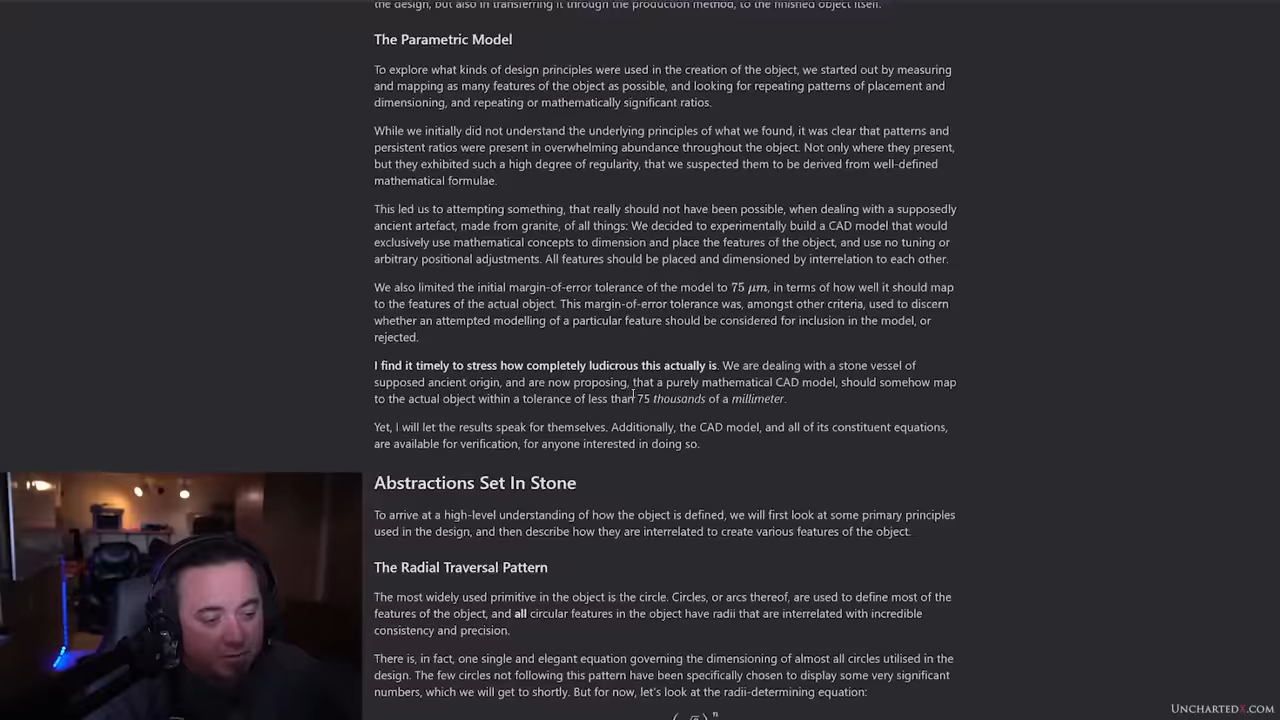 the design, but also in transferring it through the production method, to the finished object itself.
The Parametric Model
To explore what kinds of design principles were used in the creation of the object, we started out by measuring
and mapping as many features of the object as possible, and looking for repeating patterns of placement and
dimensioning, and repeating or mathematically significant ratios.
While we initially did not understand the underlying principles of what we found, it was clear that patterns and
persistent ratios were present in overwhelming abundance throughout the object. Not only where they present,
but they exhibited such a high degree of regularity, that we suspected them to be derived from well-defined
mathematical formulae.
This led us to attempting something, that really should not have been possible, when dealing with a supposedly
ancient artefact, made from granite, of all things: We decided to experimentally build a CAD model that would
exclusively use mathematical concepts to dimension and place the features of the object, and use no tuning or
arbitrary positional adjustments. All features should be placed and dimensioned by interrelation to each other.
We also limited the initial margin-of-error tolerance of the model to 75 μm, in terms of how well it should map
to the features of the actual object. This margin-of-error tolerance was, amongst other criteria, used to discern
whether an attempted modelling of a particular feature should be considered for inclusion in the model, or
rejected.
I find it timely to stress how completely ludicrous this actually is. We are dealing with a stone vessel of
supposed ancient origin, and are now proposing, that a purely mathematical CAD model, should somehow map
to the actual object within a tolerance of less than 75 thousands of a millimeter.
Yet, I will let the results speak for themselves. Additionally, the CAD model, and all of its constituent equations,
are available for verification, for anyone interested in doing so.
Abstractions Set In Stone
To arrive at a high-level understanding of how the object is defined, we will first look at some primary principles
used in the design, and then describe how they are interrelated to create various features of the object.
The Radial Traversal Pattern
The most widely used primitive in the object is the circle. Circles, or arcs thereof, are used to define most of the
features of the object, and all circular features in the object have radii that are interrelated with incredible
consistency and precision.
There is, in fact, one single and elegant equation governing the dimensioning of almost all circles utilised in the
design. The few circles not following this pattern have been specifically chosen to display some very significant
numbers, which we will get to shortly. But for now, let's look at the radii-determining equation:
UNCHARTEDX.COM